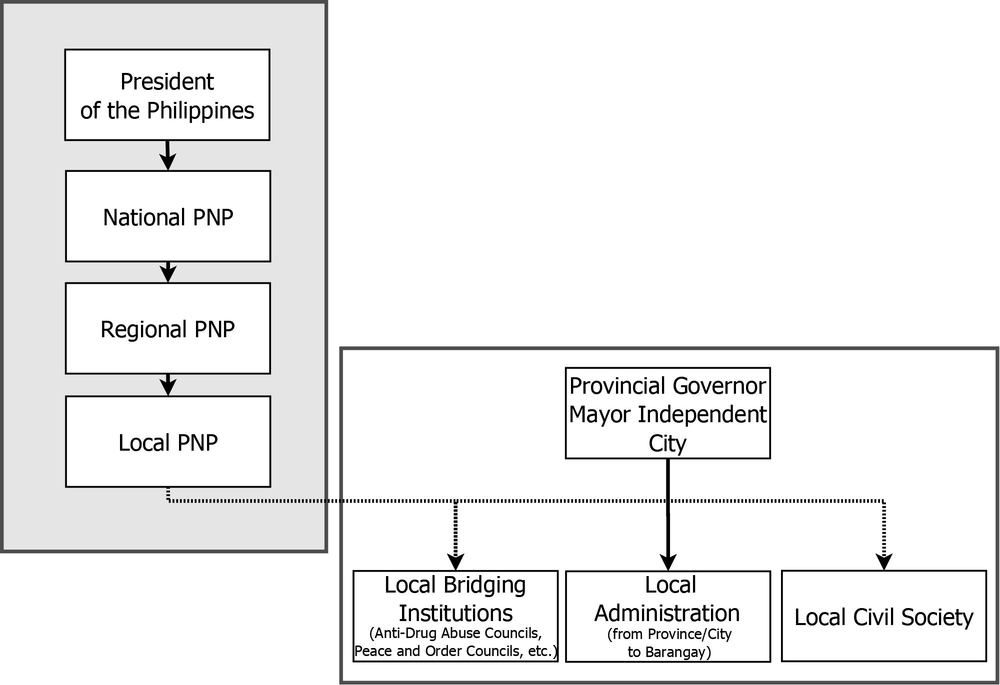 President
of the Philippines
National PNP
Regional PNP
Local PNP
Provincial Governor
Mayor Independent
City
Local Bridging
Institutions
(Anti-Drug Abuse Councils,
Peace and Order Councils, etc.)
Local
Administration
(from Province/City
to Barangay)
Local Civil Society